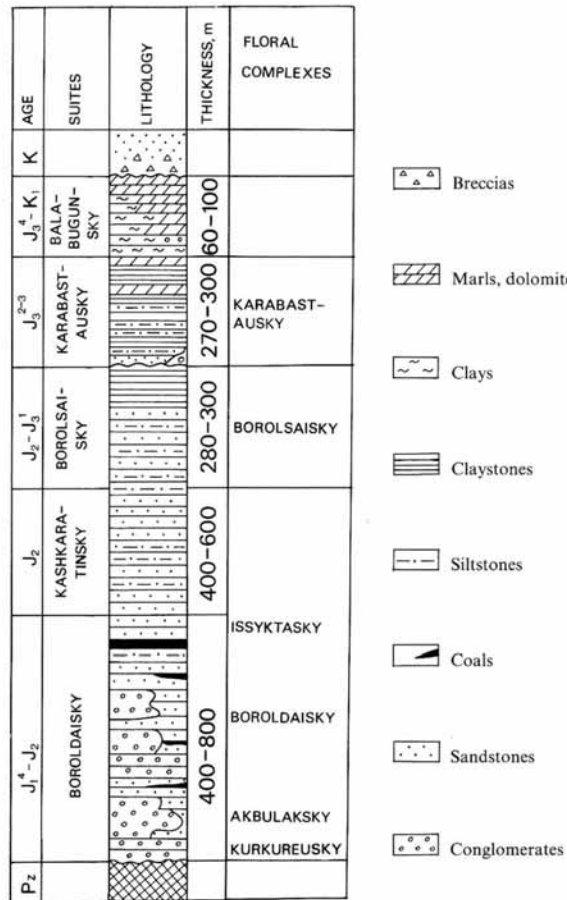 AGE
SUITES
LITHOLOGY
THICKNESS, m
FLORAL
COMPLEXES
K
J₃⁴ - K₁
BALA-
BUGUN-
SKY
60-100
J₃²⁻³
KARABAST-
AUSKY
270-300
KARABAST-
AUSKY
J₂ - J₃¹
BOROLSAI-
SKY
280-300
BOROLSAISKY
J₂
KASHKARA-
TINSKY
400-600
ISSYKTASKY
J₁⁴ - J₂
BOROLDAISKY
400-800
BOROLDAISKY
AKBULAKSKY
KURKUREUSKY
Pz
Breccias
Marls, dolomite
Clays
Claystones
Siltstones
Coals
Sandstones
Conglomerates